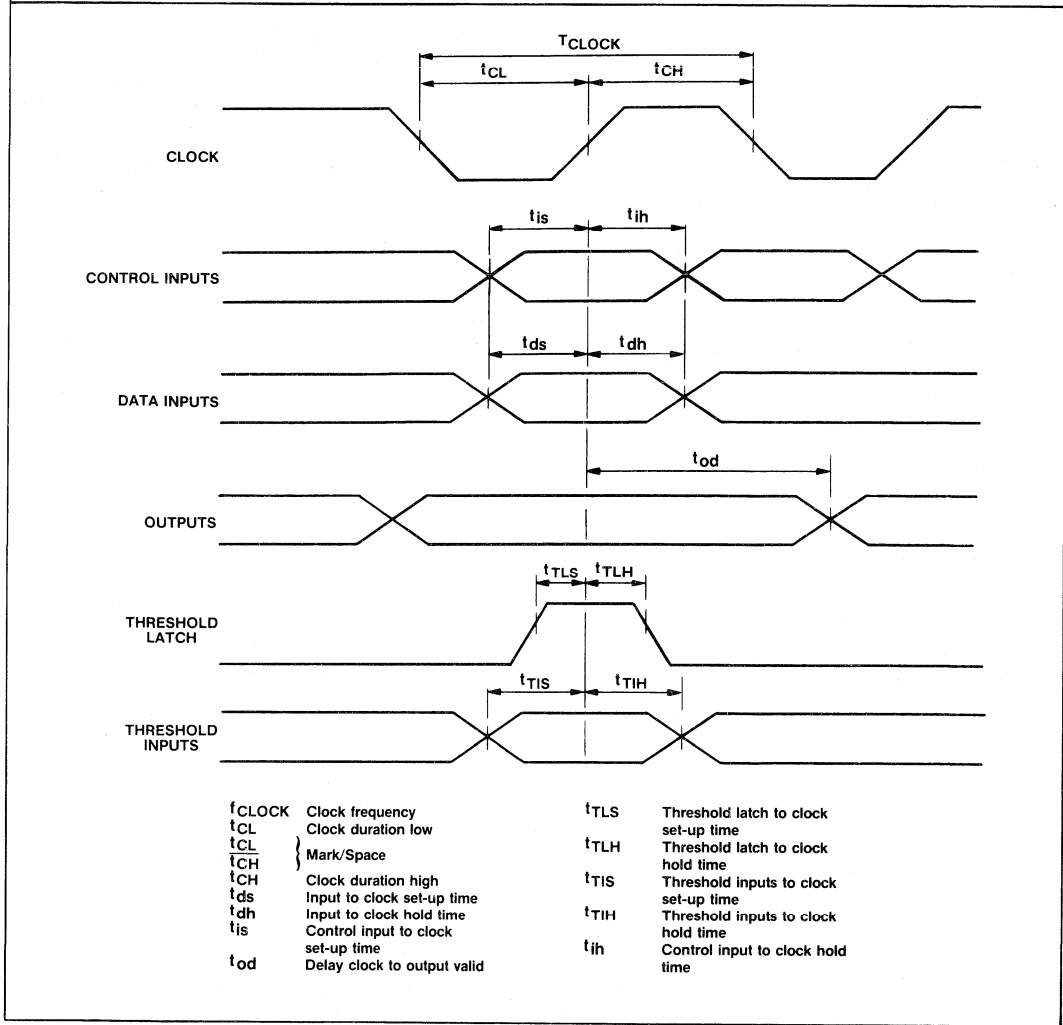 TCLOCK
tCL tCH
CLOCK
tis tih
CONTROL INPUTS
tds tdh
DATA INPUTS
tod
OUTPUTS
tTLS tTLH
THRESHOLD
LATCH
tTIS tTIH
THRESHOLD
INPUTS
fCLOCK Clock frequency
tCL Clock duration low
tCL
tCH } Mark/Space
tCH Clock duration high
tds Input to clock set-up time
tdh Input to clock hold time
tis Control input to clock
set-up time
tod Delay clock to output valid
tTLS Threshold latch to clock
set-up time
tTLH Threshold latch to clock
hold time
tTIS Threshold inputs to clock
set-up time
tTIH Threshold inputs to clock
hold time
tih Control input to clock hold
time